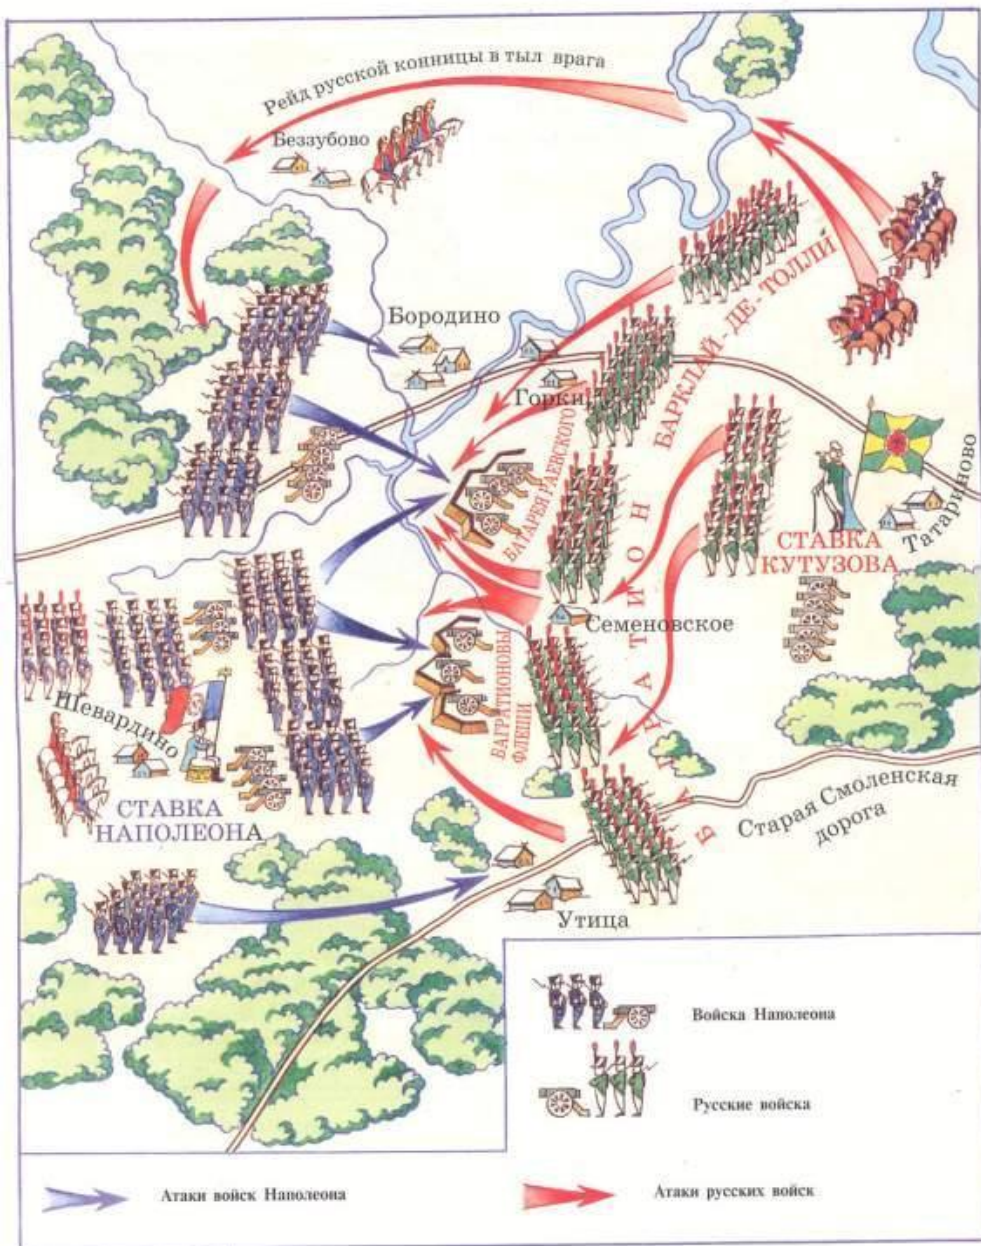 Рейд русской конницы в тыл врага
Беззубово
БАРКЛАЙ-ДЕ-ТОЛЛИ
Бородино
Горки
БАТАРЕЯ РАЕВСКОГО
БАГРАТИОН
СТАВКА
КУТУЗОВА
Татариново
Семеновское
БАГРАТИОНОВЫ
ФЛЕШИ
Шевардино
СТАВКА
НАПОЛЕОНА
Старая Смоленская
дорога
Утица
Войска Наполеона
Русские войска
Атаки войск Наполеона
Атаки русских войск